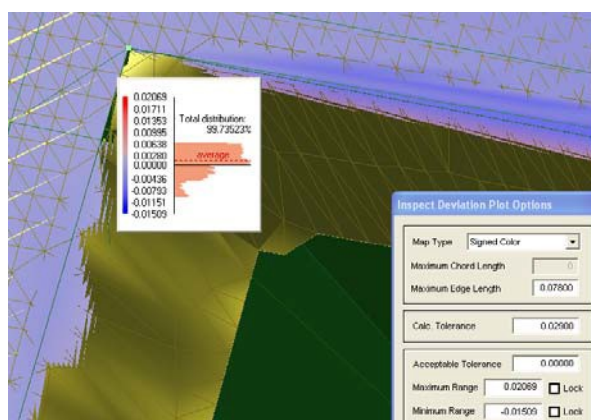 0.02069
0.01711
0.01353
0.00995
0.00638
0.00280
0.00000
-0.00436
-0.00793
-0.01151
-0.01509
Total distribution:
99.73523%
average
Inspect Deviation Plot Options
Map Type Signed Color
Maximum Chord Length 0
Maximum Edge Length 0.07800
Calc. Tolerance 0.02900
Acceptable Tolerance 0.00000
Maximum Range 0.02069 Lock
Minimum Range -0.01509 Lock